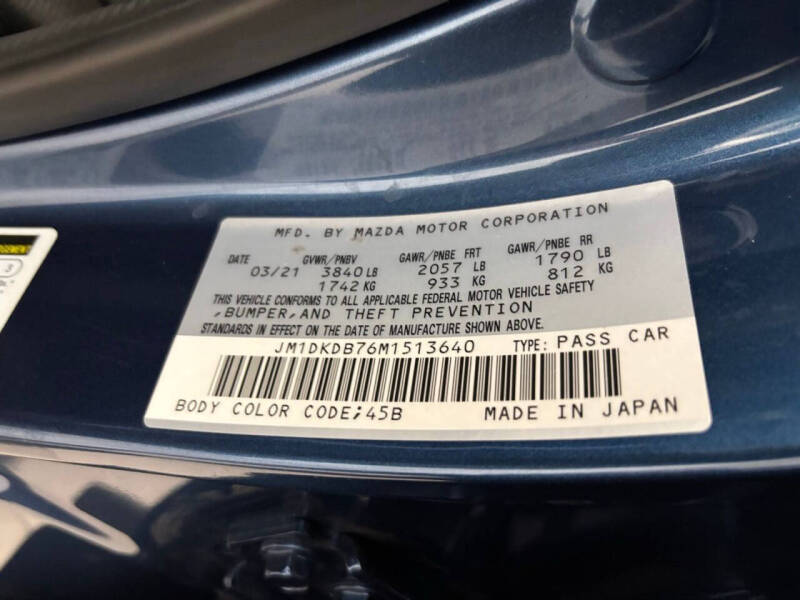 MFD. BY MAZDA MOTOR CORPORATION
DATE GVWR/PNBV GAWR/PNBE FRT GAWR/PNBE RR
03/21 3840 LB 2057 LB 1790 LB
1742 KG 933 KG 812 KG
THIS VEHICLE CONFORMS TO ALL APPLICABLE FEDERAL MOTOR VEHICLE SAFETY
,BUMPER,AND THEFT PREVENTION
STANDARDS IN EFFECT ON THE DATE OF MANUFACTURE SHOWN ABOVE.
JM1DKDB76M1513640 TYPE: PASS CAR
BODY COLOR CODE;45B MADE IN JAPAN
3